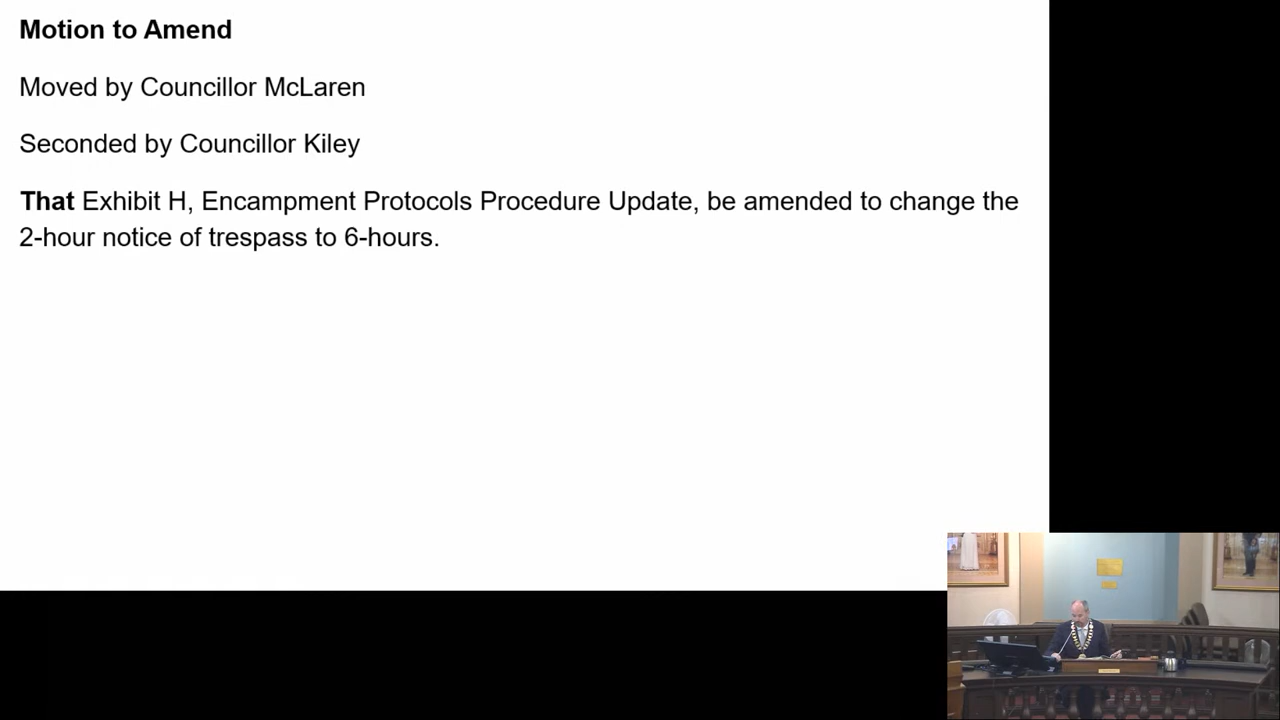 Motion to Amend
Moved by Councillor McLaren
Seconded by Councillor Kiley
That Exhibit H, Encampment Protocols Procedure Update, be amended to change the
2-hour notice of trespass to 6-hours.